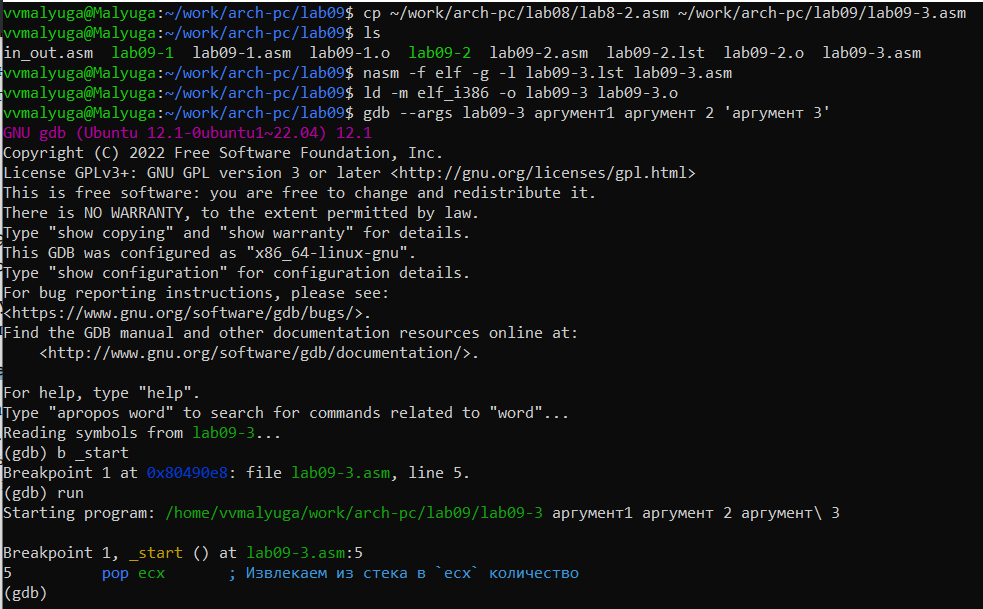 vvmalyuga@Malyuga:~/work/arch-pc/lab09$ cp ~/work/arch-pc/lab08/lab8-2.asm ~/work/arch-pc/lab09/lab09-3.asm
vvmalyuga@Malyuga:~/work/arch-pc/lab09$ ls
in_out.asm  lab09-1  lab09-1.asm  lab09-1.o  lab09-2  lab09-2.asm  lab09-2.lst  lab09-2.o  lab09-3.asm
vvmalyuga@Malyuga:~/work/arch-pc/lab09$ nasm -f elf -g -l lab09-3.lst lab09-3.asm
vvmalyuga@Malyuga:~/work/arch-pc/lab09$ ld -m elf_i386 -o lab09-3 lab09-3.o
vvmalyuga@Malyuga:~/work/arch-pc/lab09$ gdb --args lab09-3 аргумент1 аргумент 2 'аргумент 3'
GNU gdb (Ubuntu 12.1-0ubuntu1~22.04) 12.1
Copyright (C) 2022 Free Software Foundation, Inc.
License GPLv3+: GNU GPL version 3 or later <http://gnu.org/licenses/gpl.html>
This is free software: you are free to change and redistribute it.
There is NO WARRANTY, to the extent permitted by law.
Type "show copying" and "show warranty" for details.
This GDB was configured as "x86_64-linux-gnu".
Type "show configuration" for configuration details.
For bug reporting instructions, please see:
<https://www.gnu.org/software/gdb/bugs/>.
Find the GDB manual and other documentation resources online at:
    <http://www.gnu.org/software/gdb/documentation/>.
For help, type "help".
Type "apropos word" to search for commands related to "word"...
Reading symbols from lab09-3...
(gdb) b _start
Breakpoint 1 at 0x80490e8: file lab09-3.asm, line 5.
(gdb) run
Starting program: /home/vvmalyuga/work/arch-pc/lab09/lab09-3 аргумент1 аргумент 2 аргумент\ 3
Breakpoint 1, _start () at lab09-3.asm:5
5         pop ecx       ; Извлекаем из стека в `ecx` количество
(gdb)